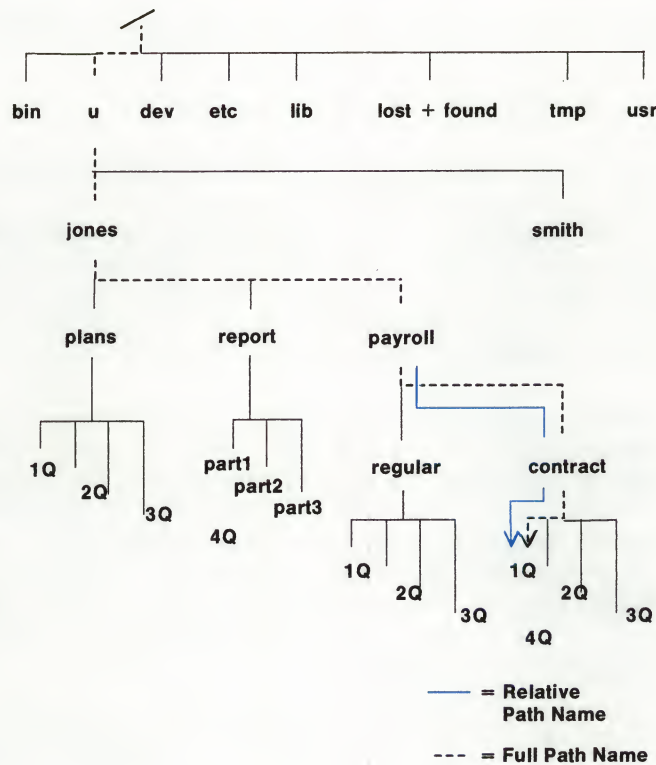 /
bin u dev etc lib lost + found tmp usr
jones smith
plans report payroll
1Q 2Q 3Q
part1 part2 part3
4Q
regular contract
1Q 2Q 3Q
1Q 2Q 3Q
4Q
= Relative
Path Name
= Full Path Name